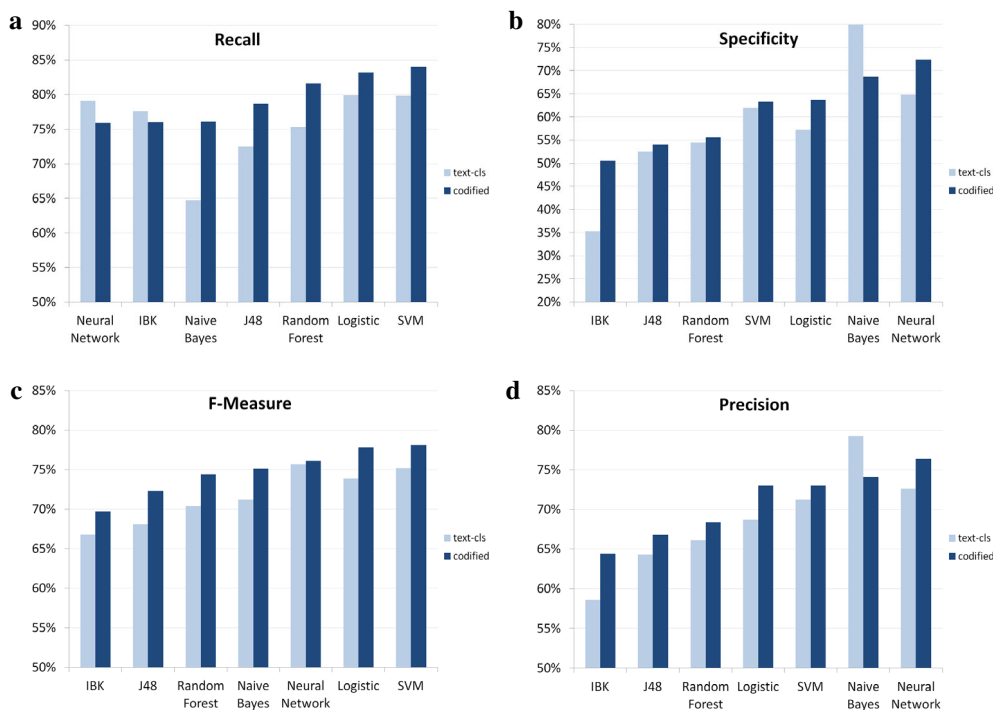 a
Recall
90%
85%
80%
75%
70%
65%
60%
55%
50%
Neural Network
IBK
Naive Bayes
J48
Random Forest
Logistic
SVM
text-cls
codified
b
Specificity
80%
75%
70%
65%
60%
55%
50%
45%
40%
35%
30%
25%
20%
IBK
J48
Random Forest
SVM
Logistic
Naive Bayes
Neural Network
text-cls
codified
c
F-Measure
85%
80%
75%
70%
65%
60%
55%
50%
IBK
J48
Random Forest
Naive Bayes
Neural Network
Logistic
SVM
text-cls
codified
d
Precision
85%
80%
75%
70%
65%
60%
55%
50%
IBK
J48
Random Forest
Logistic
SVM
Naive Bayes
Neural Network
text-cls
codified